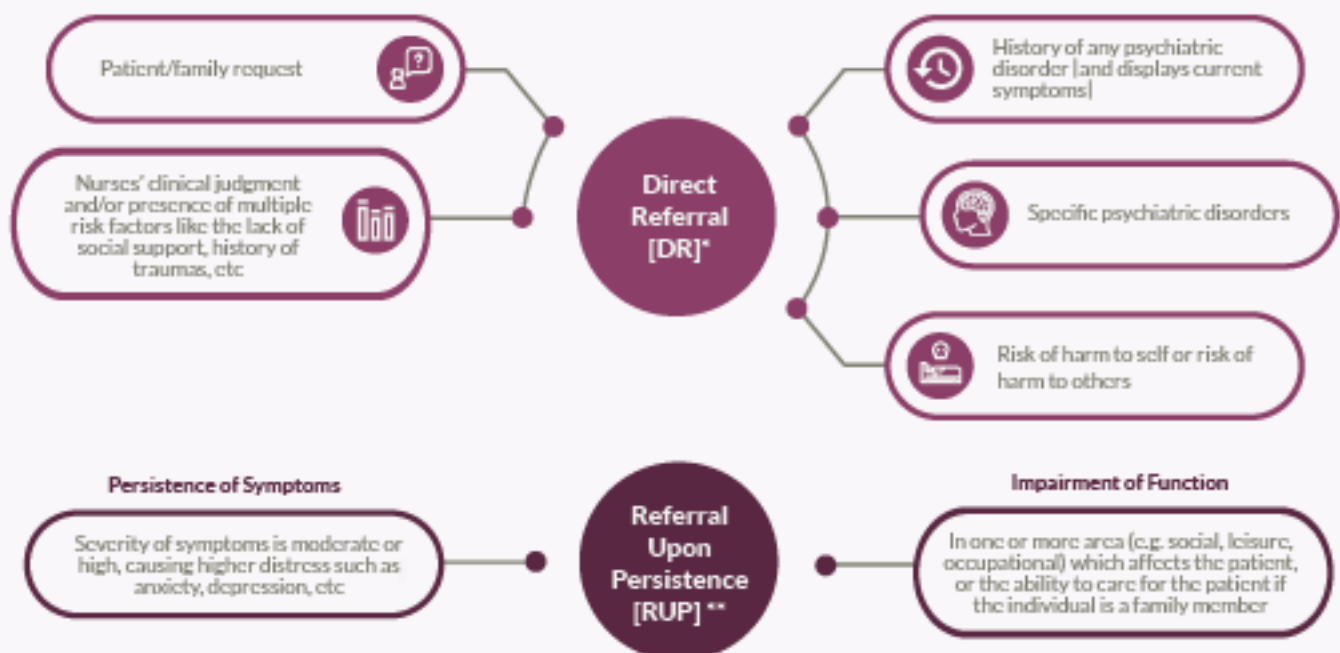 Patient/family request
Nurses' clinical judgment
and/or presence of multiple
risk factors like the lack of
social support, history of
traumas, etc
Direct
Referral
[DR]*
History of any psychiatric
disorder [and displays current
symptoms]
Specific psychiatric disorders
Risk of harm to self or risk of
harm to others
Persistence of Symptoms
Severity of symptoms is moderate or
high, causing higher distress such as
anxiety, depression, etc
Referral
Upon
Persistence
[RUP] **
Impairment of Function
In one or more area (e.g. social, leisure,
occupational) which affects the patient,
or the ability to care for the patient if
the individual is a family member